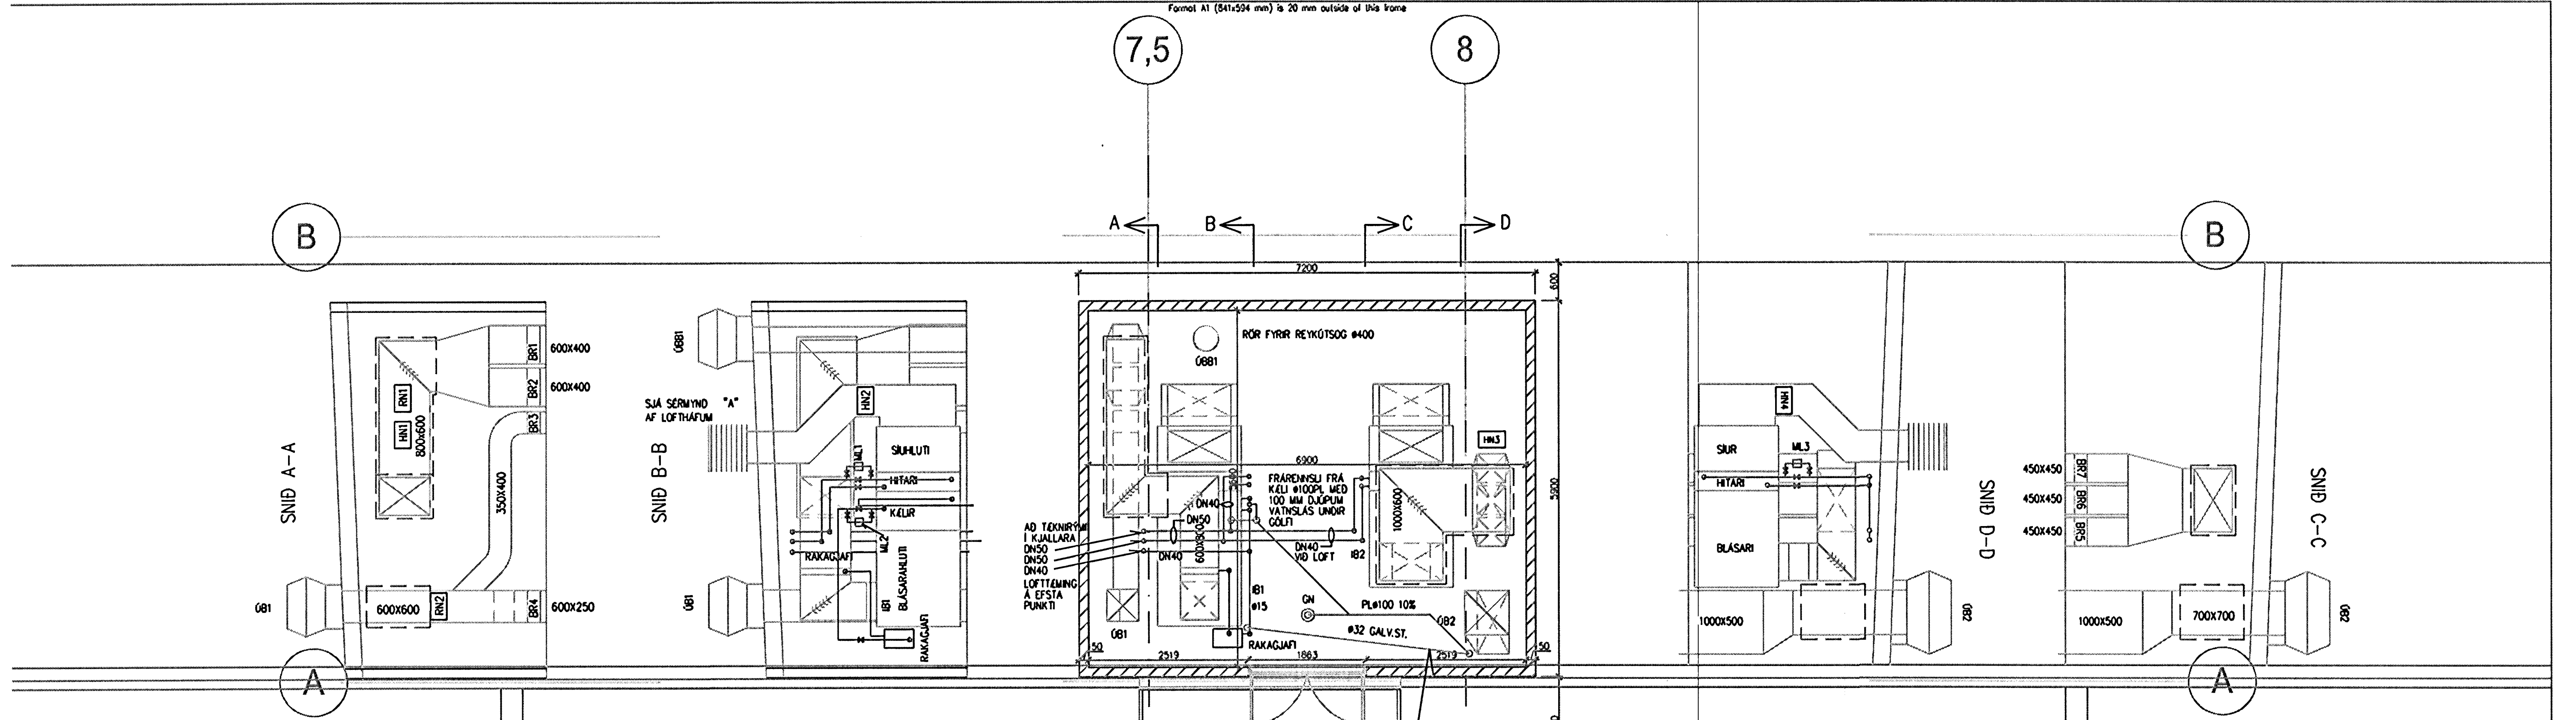 Format A1 (841x594 mm) is 20 mm outside of this frame
7,5
8
B
A
B
C
D
B
7200
600
SNIÐ A-A
RN1
HN1
800x600
BR1
600X400
BR2
600X400
BR3
350X400
ÚB1
600X600
RN2
BR4
600X250
A
SNIÐ B-B
ÚBB1
SJÁ SÉRMYND "A"
AF LOFTHÁFUM
HN2
ML1
SÍUHLUTI
HITARI
KÆLIR
ML2
RAKAGJAFI
BLÁSARAHLUTI
IB1
ÚB1
RAKAGJAFI
RÖR FYRIR REYKÚTSOG ø400
ÚBB1
HN3
6900
5900
FRÁRENNSLI FRÁ
KÆLI ø100PL MEÐ
100 MM DJÚPUM
VATNSLÁS UNDIR
GÓLFI
DN40
DN50
600X800
1000X600
AÐ TÆKNIRÝMI
Í KJALLARA
DN50
DN50
DN40
LOFTTÆMING
Á EFSTA
PUNKTI
DN40
DN40
VIÐ LOFT
IB2
IB1
ø15
GN
PLø100 10%
ø32 GALV.ST.
ÚB2
ÚB1
RAKAGJAFI
50
2519
1863
2519
50
HN4
SÍUR
ML3
HITARI
BLÁSARI
1000X500
ÚB2
SNIÐ D-D
450X450
BR7
450X450
BR6
450X450
BR5
1000X500
700X700
ÚB2
SNIÐ C-C
A